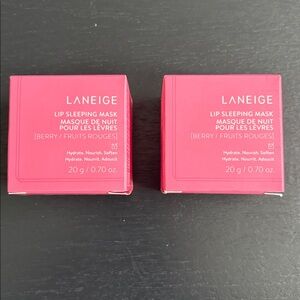 LANEIGE
LIP SLEEPING MASK
MASQUE DE NUIT
POUR LES LÈVRES
[BERRY / FRUITS ROUGES]
Hydrate. Nourish. Soften
Hydrate. Nourrit. Adoucit
20 g / 0.70 oz.
LANEIGE
LIP SLEEPING MASK
MASQUE DE NUIT
POUR LES LÈVRES
[BERRY / FRUITS ROUGES]
Hydrate. Nourish. Soften
Hydrate. Nourrit. Adoucit
20 g / 0.70 oz.